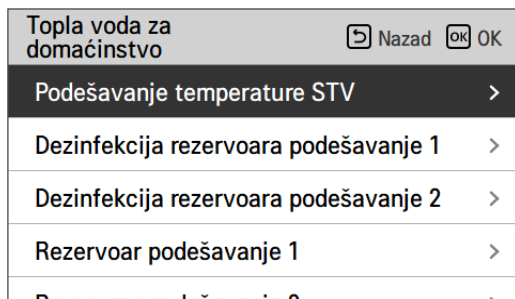 Topla voda za
domaćinstvo
Nazad OK OK
Podešavanje temperature STV
Dezinfekcija rezervoara podešavanje 1
Dezinfekcija rezervoara podešavanje 2
Rezervoar podešavanje 1